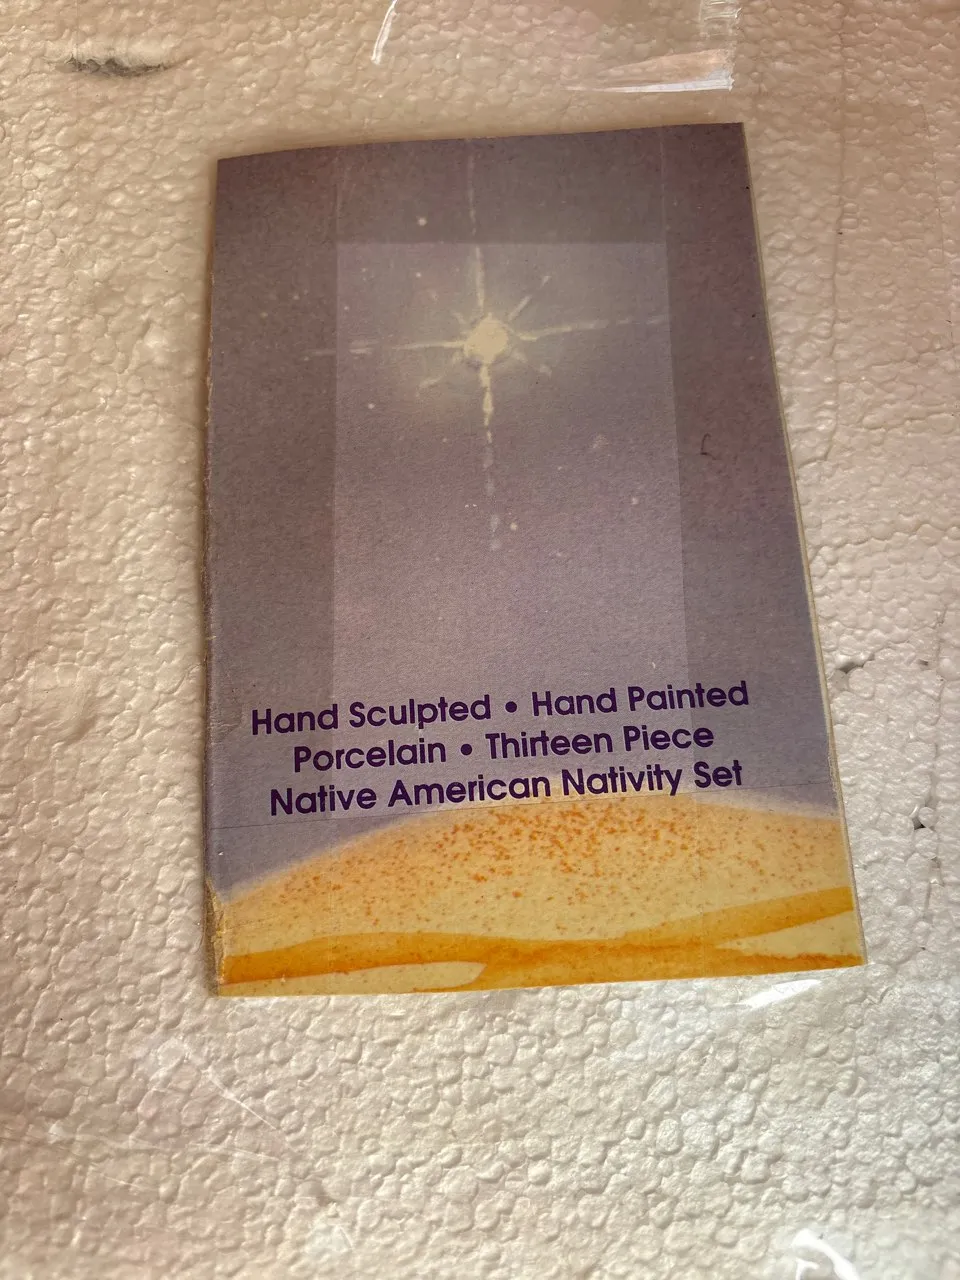 Hand Sculpted • Hand Painted
Porcelain • Thirteen Piece
Native American Nativity Set